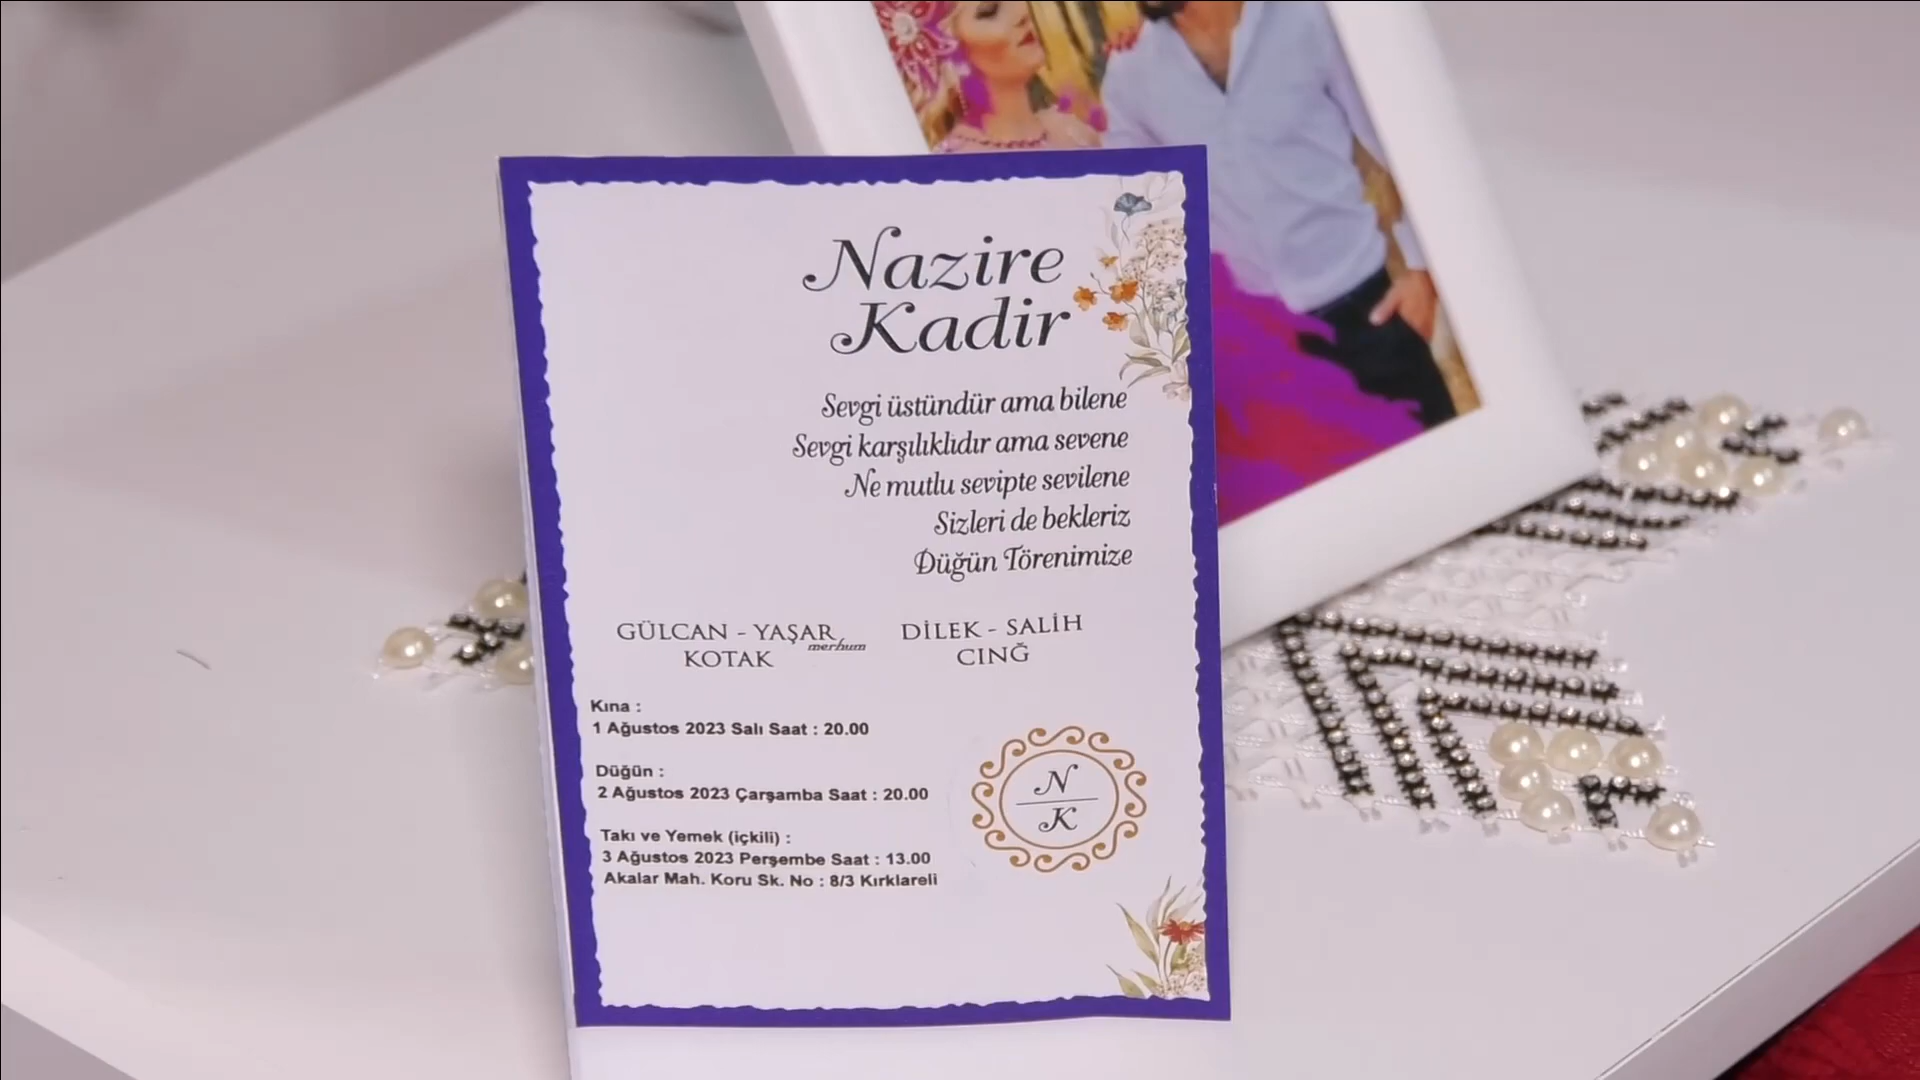 Nazire
Kadir
Sevgi üstündür ama bilene
Sevgi karşılıklıdır ama sevene
Ne mutlu sevipte sevilene
Sizleri de bekleriz
Düğün Törenimize
GÜLCAN - YAŞAR merhum
KOTAK
DİLEK - SALİH
CINĞ
Kına :
1 Ağustos 2023 Salı Saat : 20.00
Düğün :
2 Ağustos 2023 Çarşamba Saat : 20.00
Takı ve Yemek (içkili) :
3 Ağustos 2023 Perşembe Saat : 13.00
Akalar Mah. Koru Sk. No : 8/3 Kırklareli
N
K